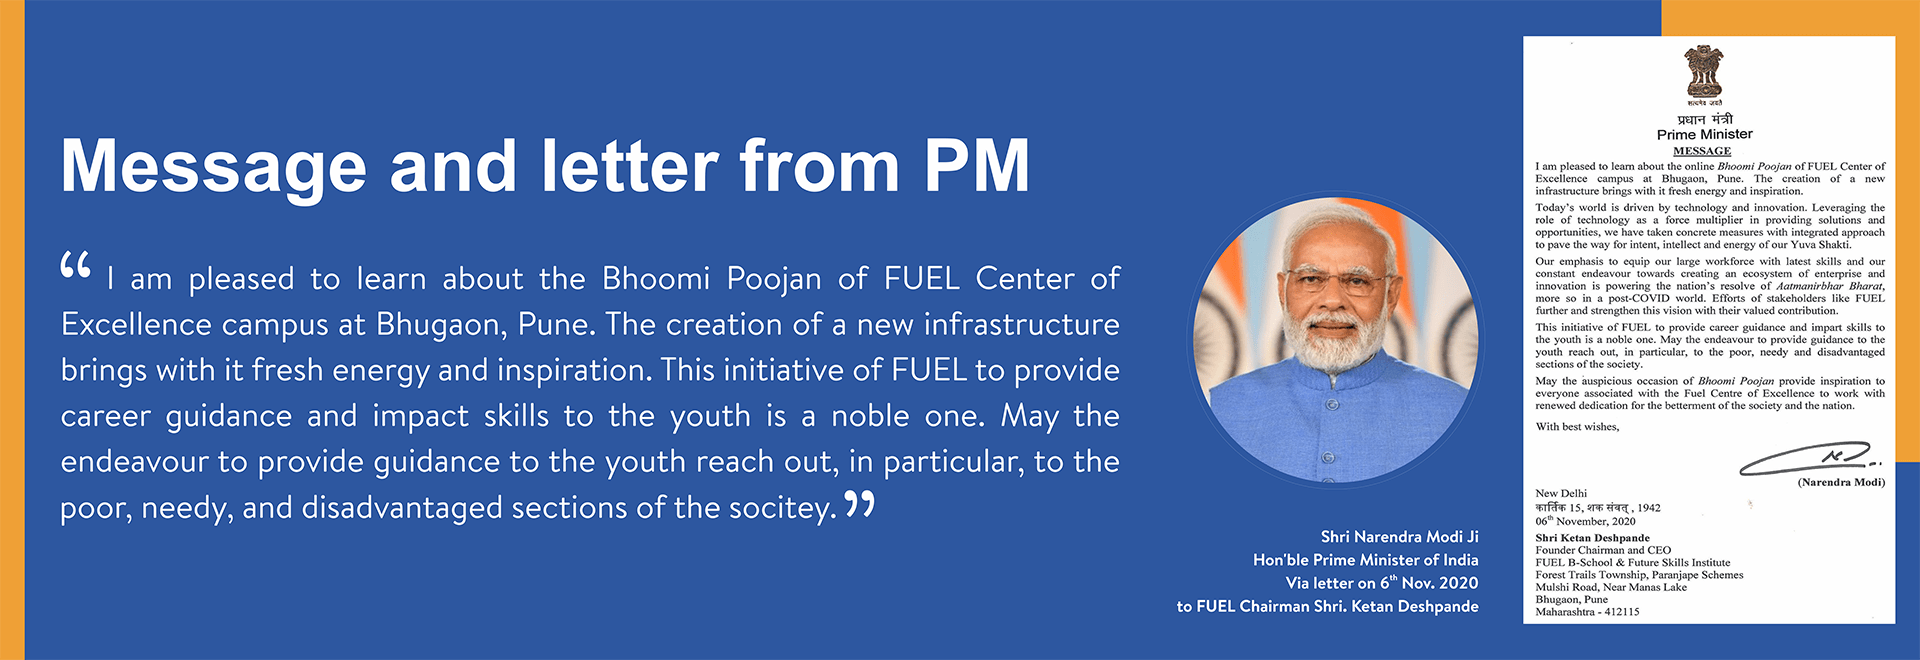 Message and letter from PM
“ I am pleased to learn about the Bhoomi Poojan of FUEL Center of
Excellence campus at Bhugaon, Pune. The creation of a new infrastructure
brings with it fresh energy and inspiration. This initiative of FUEL to provide
career guidance and impact skills to the youth is a noble one. May the
endeavour to provide guidance to the youth reach out, in particular, to the
poor, needy, and disadvantaged sections of the socitey. ”
Shri Narendra Modi Ji
Hon'ble Prime Minister of India
Via letter on 6th Nov. 2020
to FUEL Chairman Shri. Ketan Deshpande
सत्यमेव जयते
प्रधान मंत्री
Prime Minister
MESSAGE
I am pleased to learn about the online Bhoomi Poojan of FUEL Center of
Excellence campus at Bhugaon, Pune. The creation of a new
infrastructure brings with it fresh energy and inspiration.
Today's world is driven by technology and innovation. Leveraging the
role of technology as a force multiplier in providing solutions and
opportunities, we have taken concrete measures with integrated approach
to pave the way for intent, intellect and energy of our Yuva Shakti.
Our emphasis to equip our large workforce with latest skills and our
constant endeavour towards creating an ecosystem of enterprise and
innovation is powering the nation's resolve of Aatmanirbhar Bharat,
more so in a post-COVID world. Efforts of stakeholders like FUEL
further and strengthen this vision with their valued contribution.
This initiative of FUEL to provide career guidance and impart skills to
the youth is a noble one. May the endeavour to provide guidance to the
youth reach out, in particular, to the poor, needy and disadvantaged
sections of the society.
May the auspicious occasion of Bhoomi Poojan provide inspiration to
everyone associated with the Fuel Centre of Excellence to work with
renewed dedication for the betterment of the society and the nation.
With best wishes,
(Narendra Modi)
New Delhi
कार्तिक 15, शक संवत् , 1942
06th November, 2020
Shri Ketan Deshpande
Founder Chairman and CEO
FUEL B-School & Future Skills Institute
Forest Trails Township, Paranjape Schemes
Mulshi Road, Near Manas Lake
Bhugaon, Pune
Maharashtra - 412115